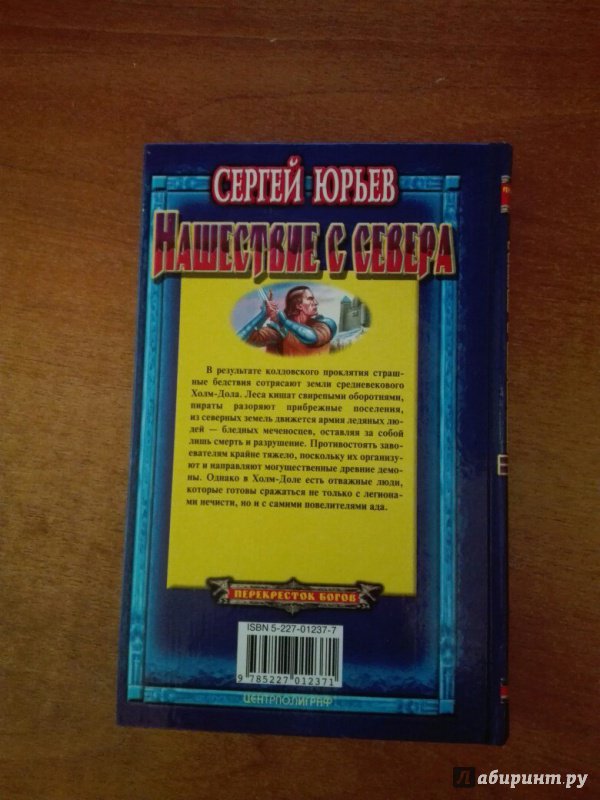 СЕРГЕЙ ЮРЬЕВ
НАШЕСТВИЕ С СЕВЕРА
В результате колдовского проклятия страш-
ные бедствия сотрясают земли средневекового
Холм-Дола. Леса кишат свирепыми оборотнями,
пираты разоряют прибрежные поселения,
из северных земель движется армия ледяных лю-
дей — бледных меченосцев, оставляя за собой
лишь смерть и разрушение. Противостоять заво-
евателям крайне тяжело, поскольку их организу-
ют и направляют могущественные древние демо-
ны. Однако в Холм-Доле есть отважные люди,
которые готовы сражаться не только с легиона-
ми нечисти, но и с самими повелителями ада.
ПЕРЕКРЕСТОК БОГОВ
ISBN 5-227-01237-7
9 785227 012371
ЦЕНТРПОЛИГРАФ
Лабиринт.ру